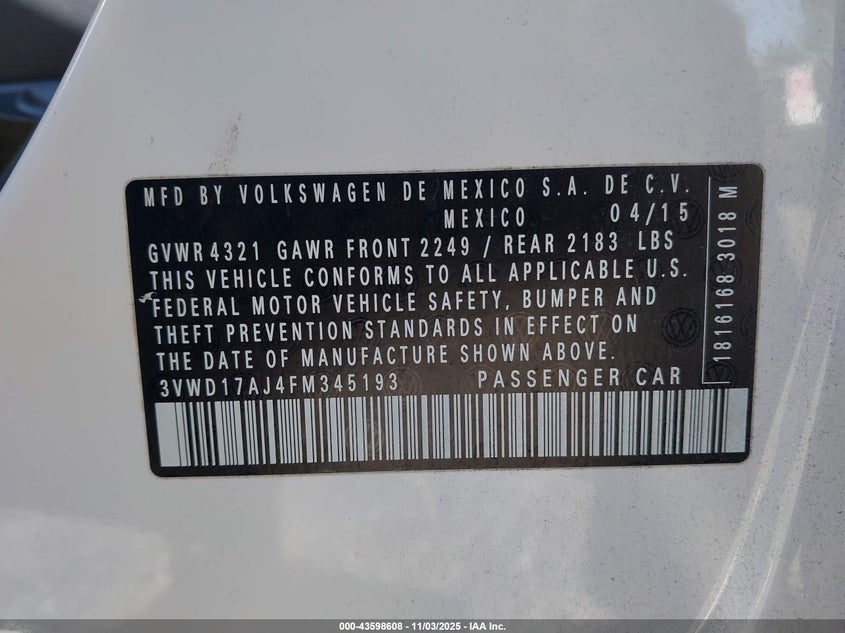 MFD BY VOLKSWAGEN DE MEXICO S.A. DE C.V.
MEXICO 04/15
GVWR 4321 GAWR FRONT 2249 / REAR 2183 LBS
THIS VEHICLE CONFORMS TO ALL APPLICABLE U.S.
FEDERAL MOTOR VEHICLE SAFETY, BUMPER AND
THEFT PREVENTION STANDARDS IN EFFECT ON
THE DATE OF MANUFACTURE SHOWN ABOVE.
3VWD17AJ4FM345193 PASSENGER CAR
1816168 3018 M
000-43598608 - 11/03/2025 - IAA Inc.